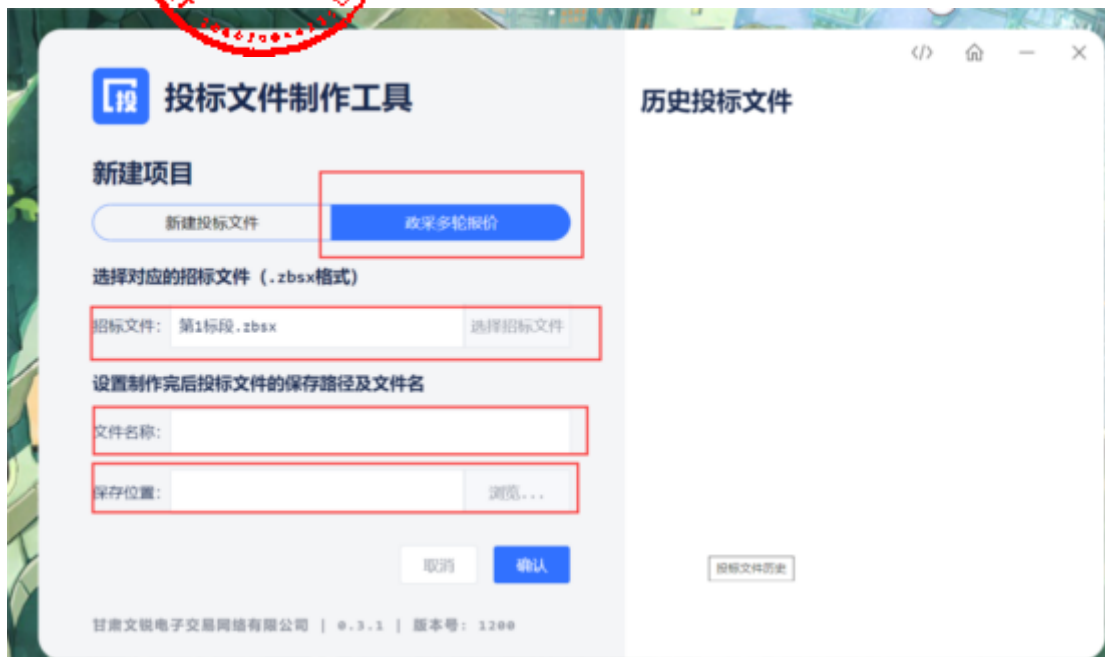 投标文件制作工具
新建项目
新建投标文件 政采多轮报价
选择对应的招标文件 (.zbsx格式)
招标文件: 第1标段.zbsx 选择招标文件
设置制作完后投标文件的保存路径及文件名
文件名称:
保存位置: 浏览...
取消 确认
甘肃文锐电子交易网络有限公司 | 0.3.1 | 版本号: 1200
历史投标文件
投标文件历史